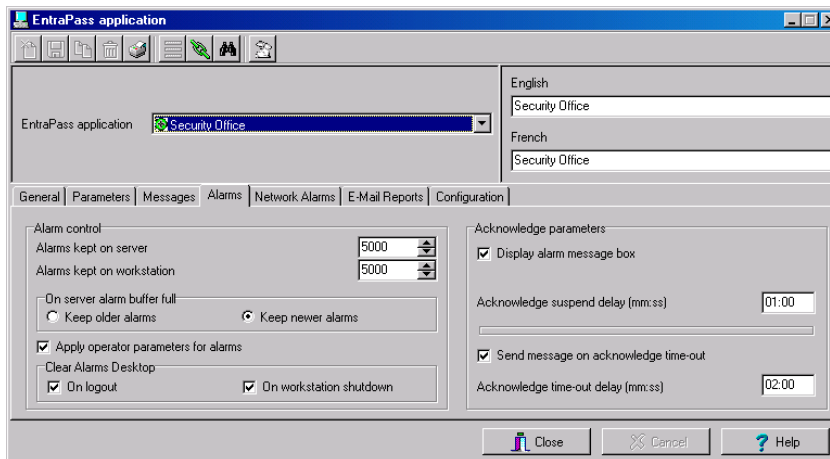 EntraPass application
English
EntraPass application Security Office
Security Office
French
Security Office
General Parameters Messages Alarms Network Alarms E-Mail Reports Configuration
Alarm control
Alarms kept on server 5000
Alarms kept on workstation 5000
On server alarm buffer full
Keep older alarms Keep newer alarms
Apply operator parameters for alarms
Clear Alarms Desktop
On logout On workstation shutdown
Acknowledge parameters
Display alarm message box
Acknowledge suspend delay (mm:ss) 01:00
Send message on acknowledge time-out
Acknowledge time-out delay (mm:ss) 02:00
Close Cancel Help